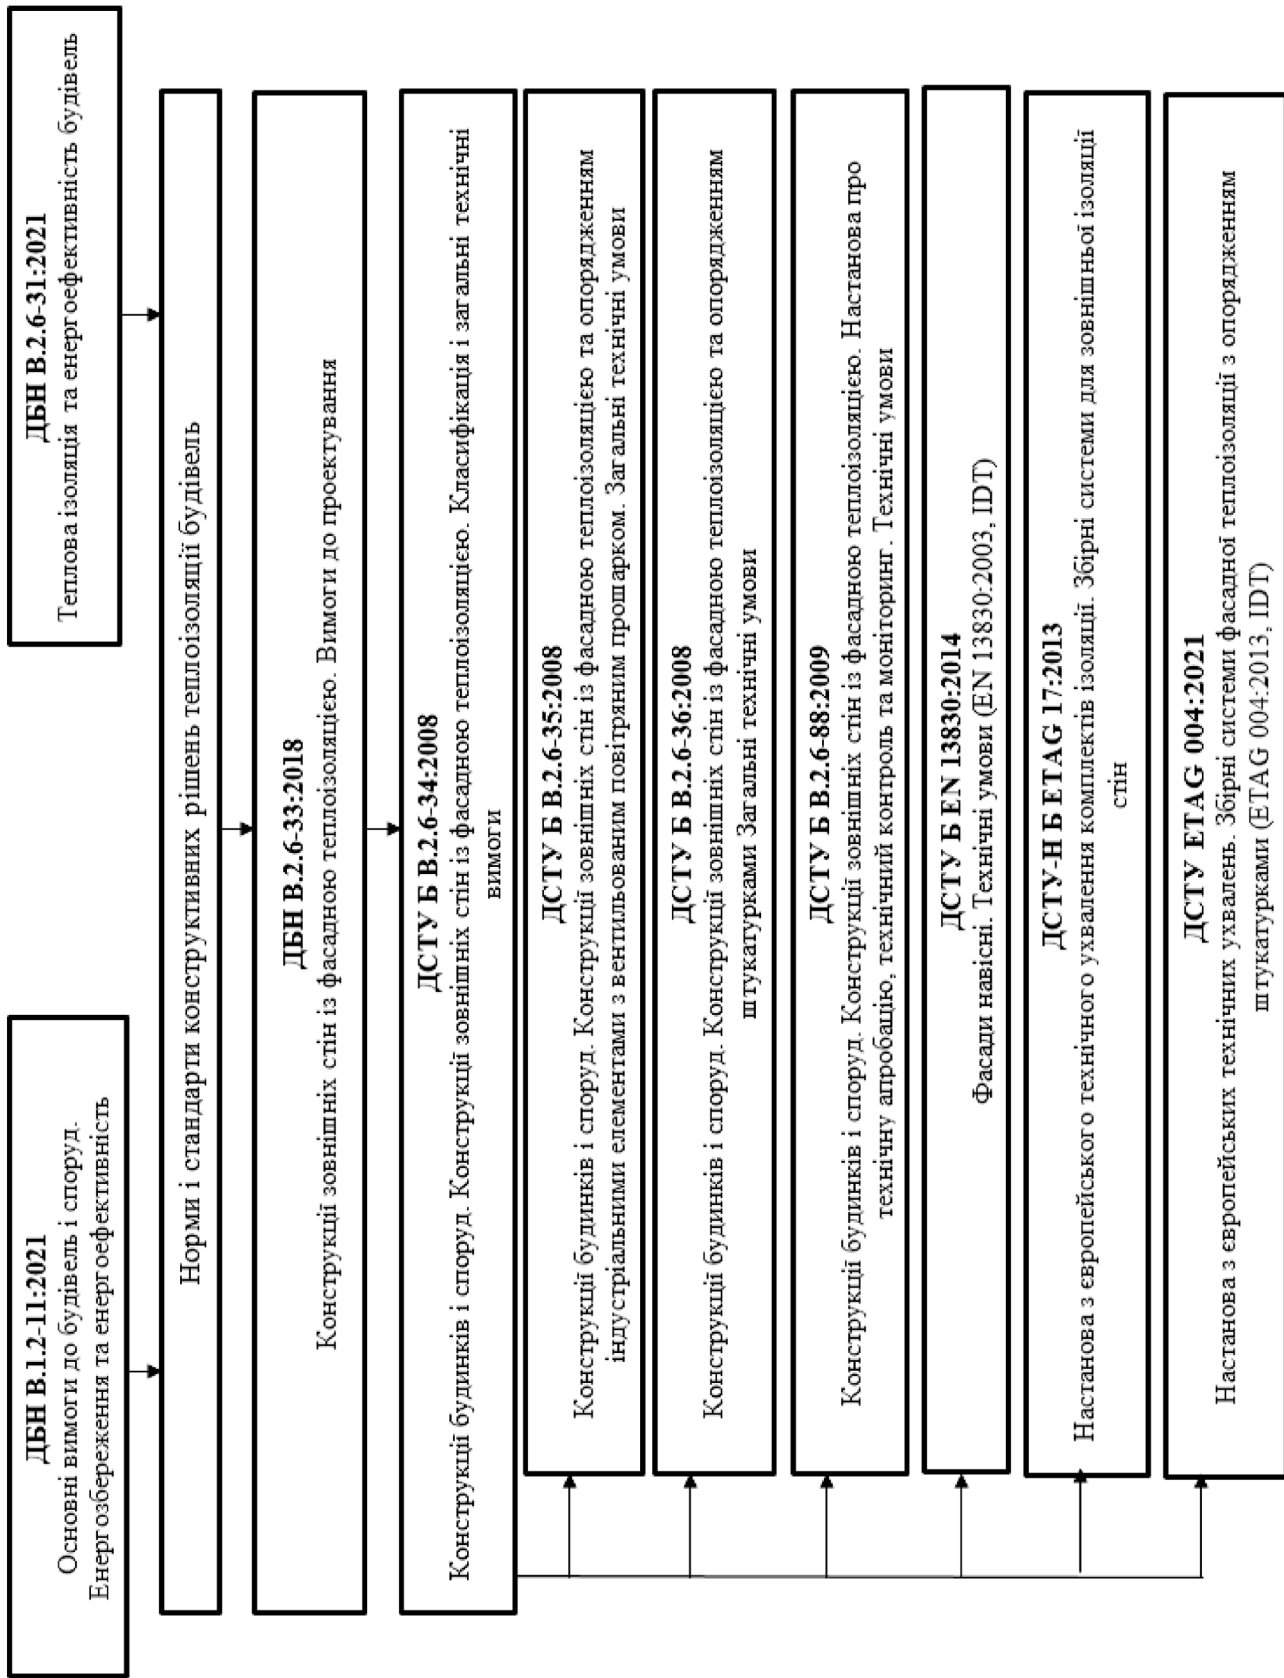 ДБН В.1.2-11:2021
Основні вимоги до будівель і споруд.
Енергозбереження та енергоефективність
ДБН В.2.6-31:2021
Теплова ізоляція та енергоефективність будівель
Норми і стандарти конструктивних рішень теплоізоляції будівель
ДБН В.2.6-33:2018
Конструкції зовнішніх стін із фасадною теплоізоляцією. Вимоги до проектування
ДСТУ Б В.2.6-34:2008
Конструкції будинків і споруд. Конструкції зовнішніх стін із фасадною теплоізоляцією. Класифікація і загальні технічні
вимоги
ДСТУ Б В.2.6-35:2008
Конструкції будинків і споруд. Конструкції зовнішніх стін із фасадною теплоізоляцією та опорядженням
індустріальними елементами з вентильованим повітряним прошарком. Загальні технічні умови
ДСТУ Б В.2.6-36:2008
Конструкції будинків і споруд. Конструкції зовнішніх стін із фасадною теплоізоляцією та опорядженням
штукатурками Загальні технічні умови
ДСТУ Б В.2.6-88:2009
Конструкції будинків і споруд. Конструкції зовнішніх стін із фасадною теплоізоляцією. Настанова про
технічну апробацію, технічний контроль та моніторинг. Технічні умови
ДСТУ Б EN 13830:2014
Фасади навісні. Технічні умови (EN 13830:2003, IDT)
ДСТУ-Н Б ETAG 17:2013
Настанова з європейського технічного ухвалення комплектів ізоляції. Збірні системи для зовнішньої ізоляції
стін
ДСТУ ETAG 004:2021
Настанова з європейських технічних ухвалень. Збірні системи фасадної теплоізоляції з опорядженням
штукатурками (ETAG 004:2013, IDT)